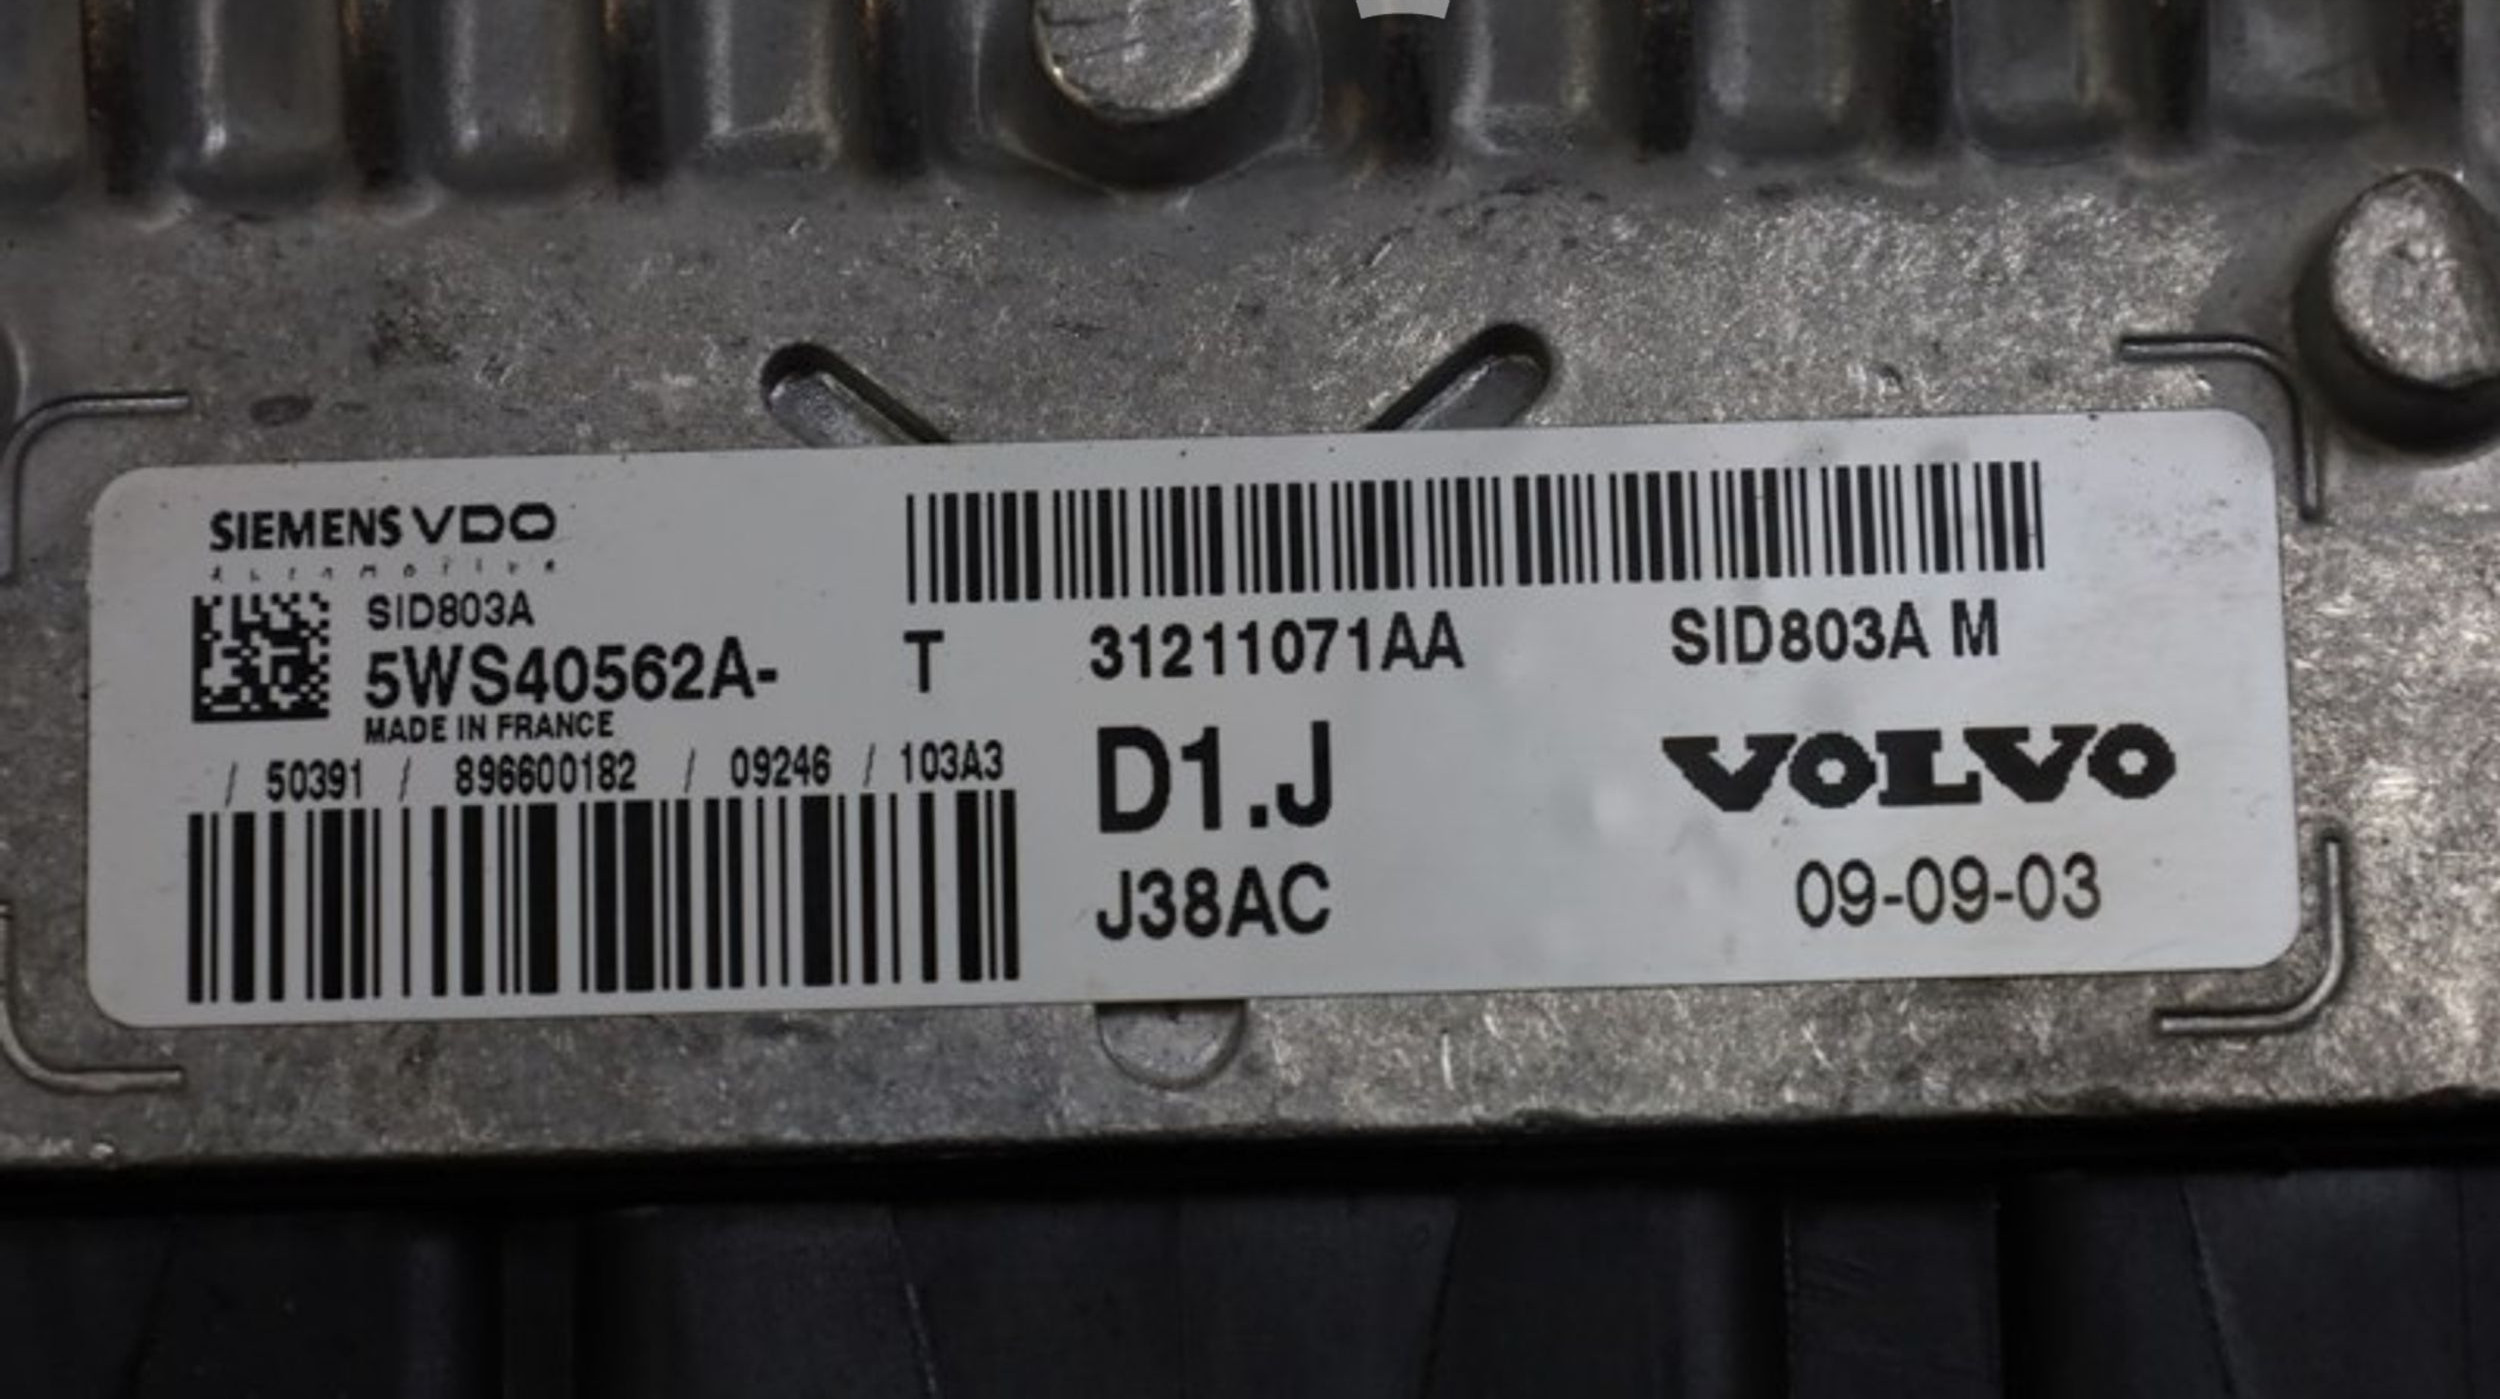 SIEMENS VDO
Automotive
SID803A
5WS40562A-
MADE IN FRANCE
/ 50391 / 896600182 / 09246 / 103A3
T 31211071AA SID803A M
D1.J
VOLVO
J38AC
09-09-03